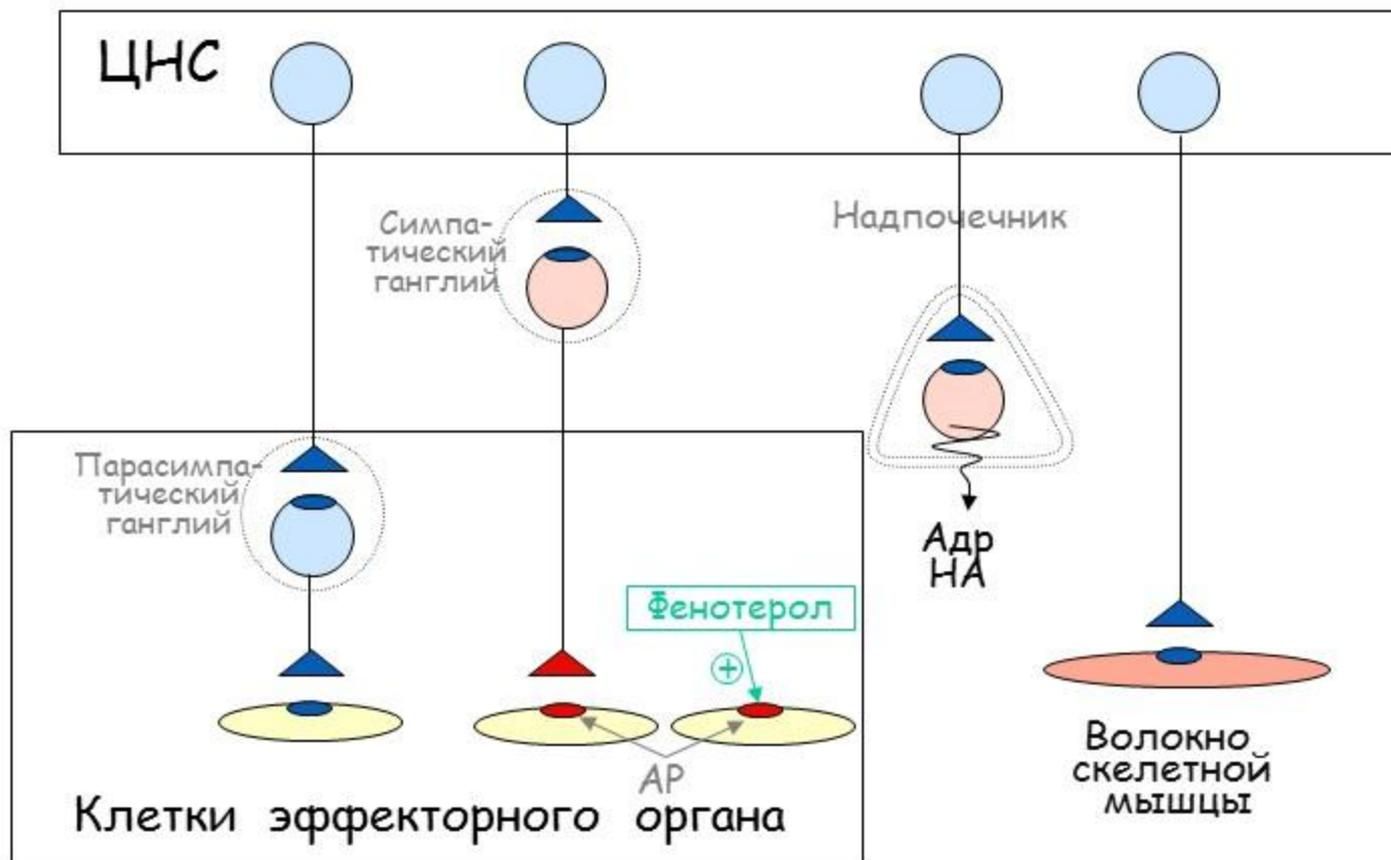 ЦНС
Симпа-
тический
ганглий
Надпочечник
Парасимпа-
тический
ганглий
Адр
НА
Фенотерол
+
АР
Волокно
скелетной
мышцы
Клетки эффекторного органа